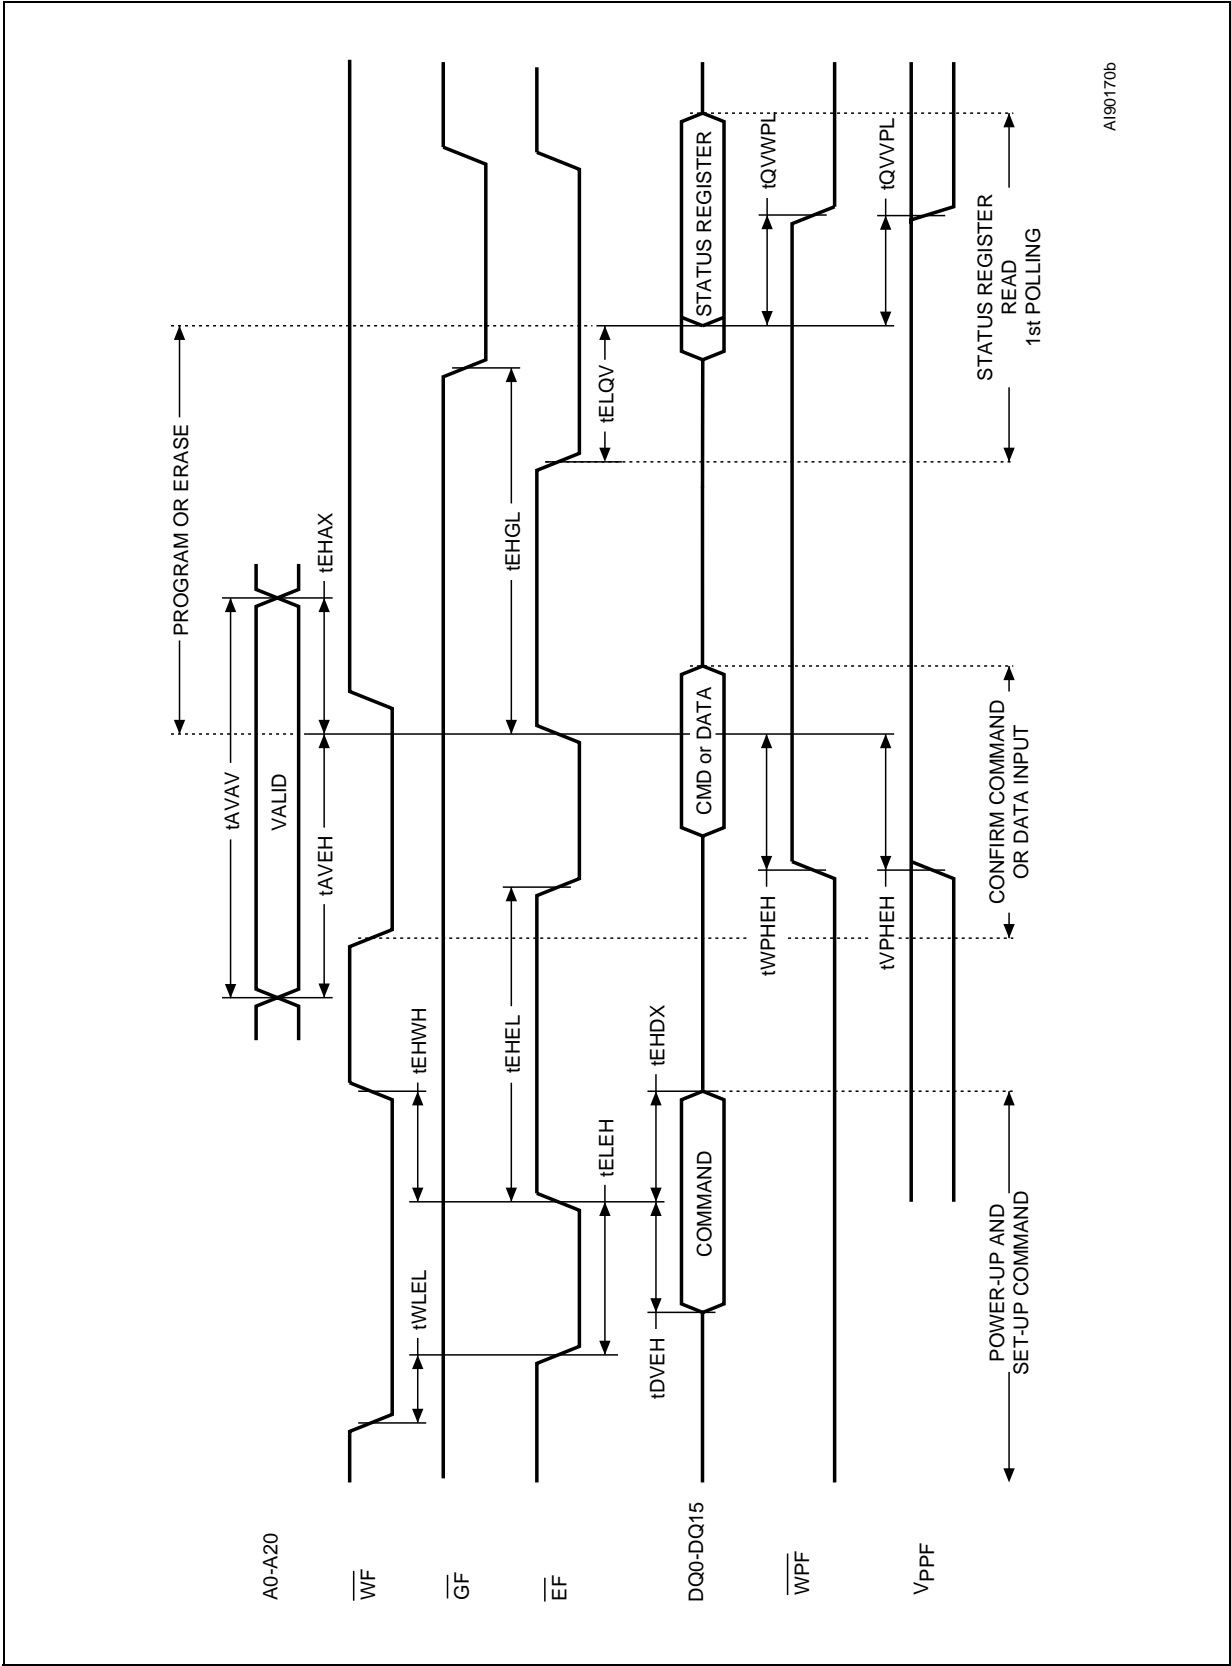 A0-A20
VALID
tAVAV
tAVEH
tEHAX
PROGRAM OR ERASE
WF
tWLEL
tEHWH
GF
tEHEL
tEHGL
EF
tELEH
tELQV
DQ0-DQ15
tDVEH
tEHDX
COMMAND
CMD or DATA
STATUS REGISTER
WPF
tWPHEH
tQVWPL
VPPF
tVPHEH
tQVVPL
POWER-UP AND
SET-UP COMMAND
CONFIRM COMMAND
OR DATA INPUT
STATUS REGISTER
READ
1st POLLING
AI90170b